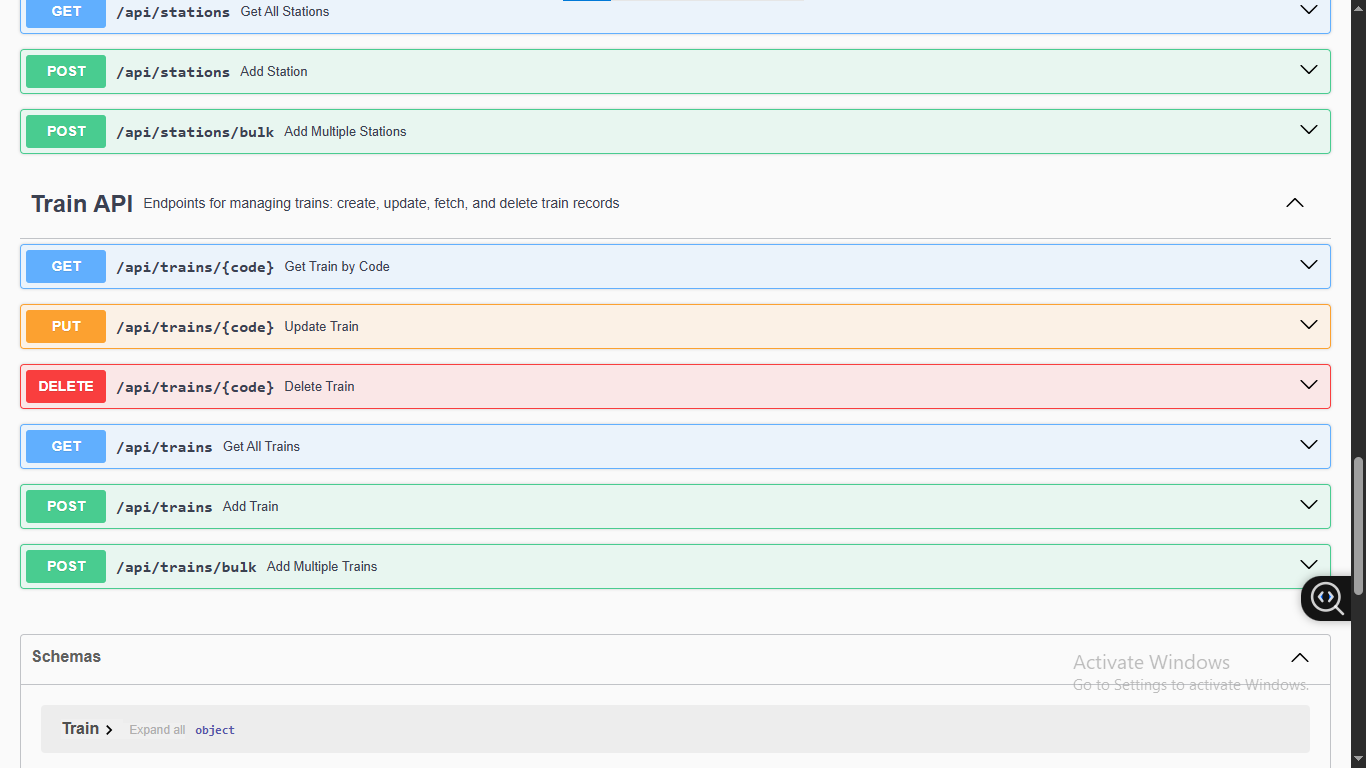 GET /api/stations Get All Stations
POST /api/stations Add Station
POST /api/stations/bulk Add Multiple Stations
Train API Endpoints for managing trains: create, update, fetch, and delete train records
GET /api/trains/{code} Get Train by Code
PUT /api/trains/{code} Update Train
DELETE /api/trains/{code} Delete Train
GET /api/trains Get All Trains
POST /api/trains Add Train
POST /api/trains/bulk Add Multiple Trains
Schemas
Activate Windows
Go to Settings to activate Windows.
Train Expand all object